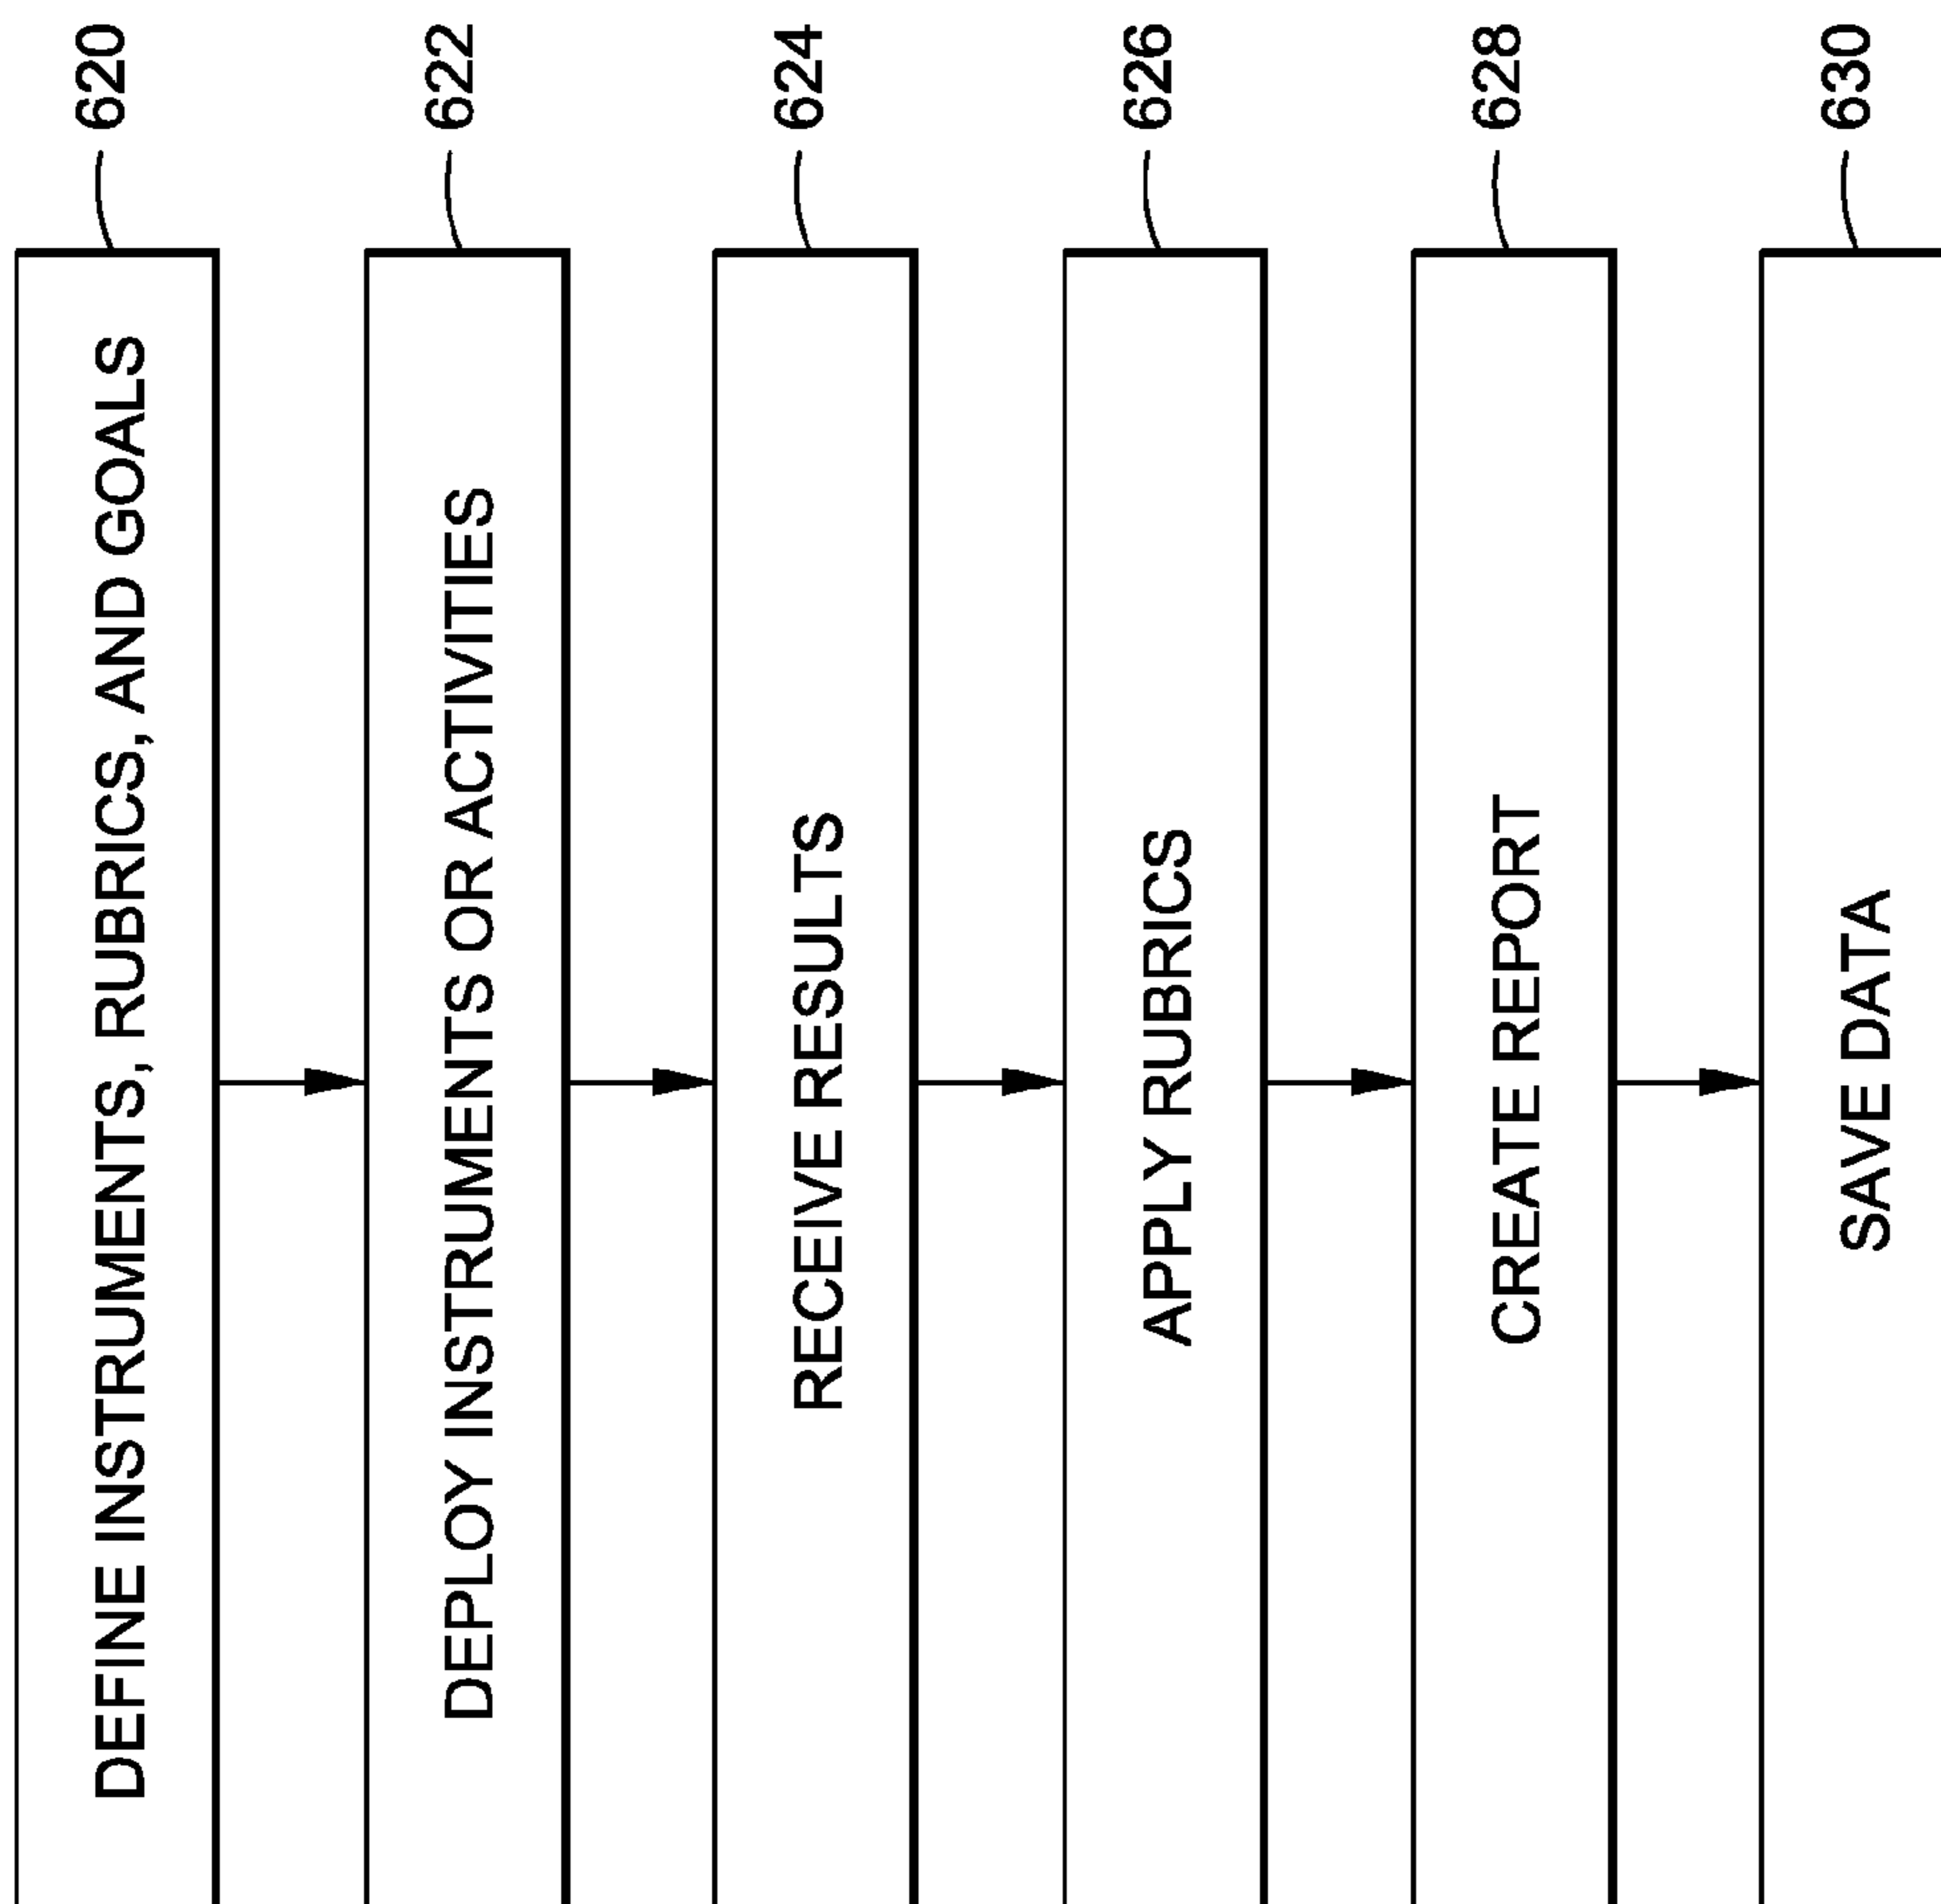 DEFINE INSTRUMENTS, RUBRICS, AND GOALS
620
DEPLOY INSTRUMENTS OR ACTIVITIES
622
RECEIVE RESULTS
624
APPLY RUBRICS
626
CREATE REPORT
628
SAVE DATA
630